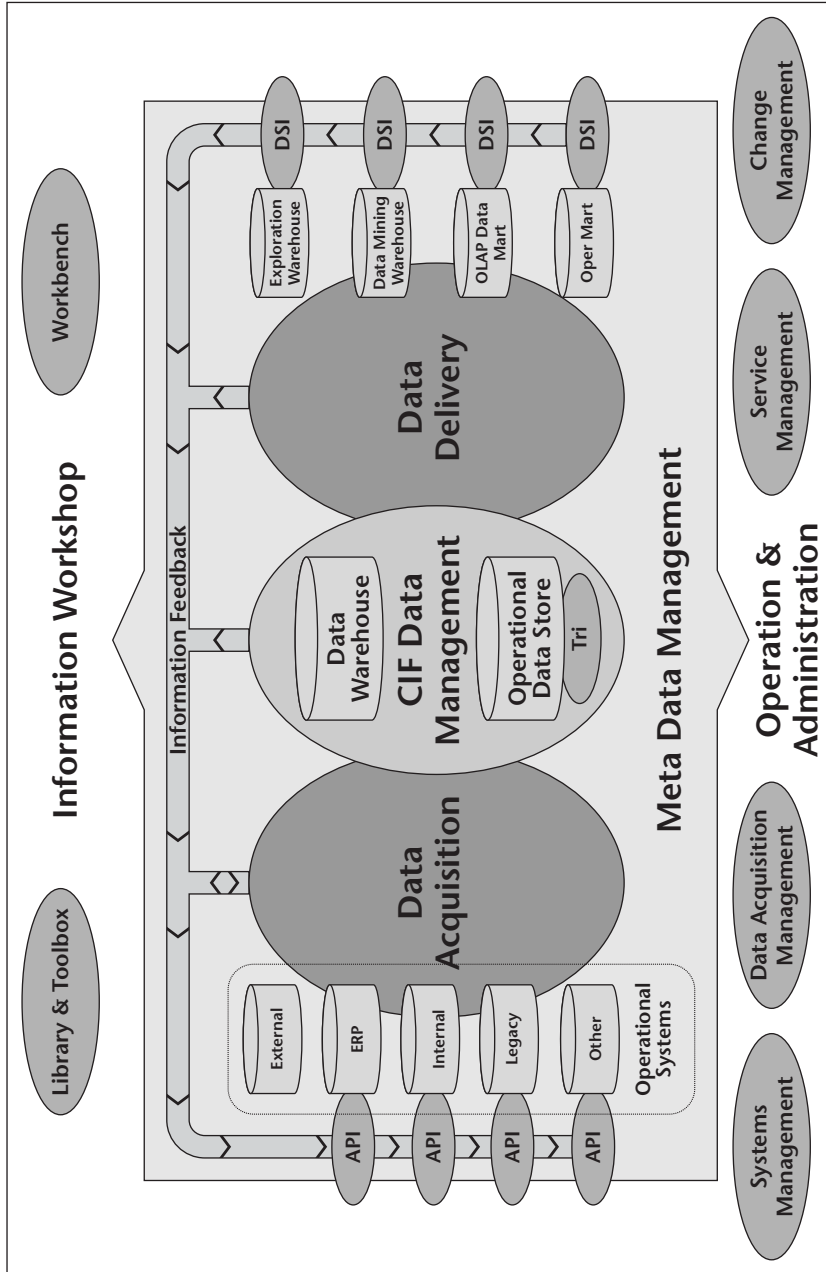 Information Workshop
Library & Toolbox
Workbench
Information Feedback
External
ERP
Internal
Legacy
Other
Operational
Systems
API
API
API
API
Data
Acquisition
Data
Warehouse
CIF Data
Management
Operational
Data Store
Tri
Data
Delivery
Exploration
Warehouse
Data Mining
Warehouse
OLAP Data
Mart
Oper Mart
DSI
DSI
DSI
DSI
Meta Data Management
Systems
Management
Data Acquisition
Management
Operation &
Administration
Service
Management
Change
Management